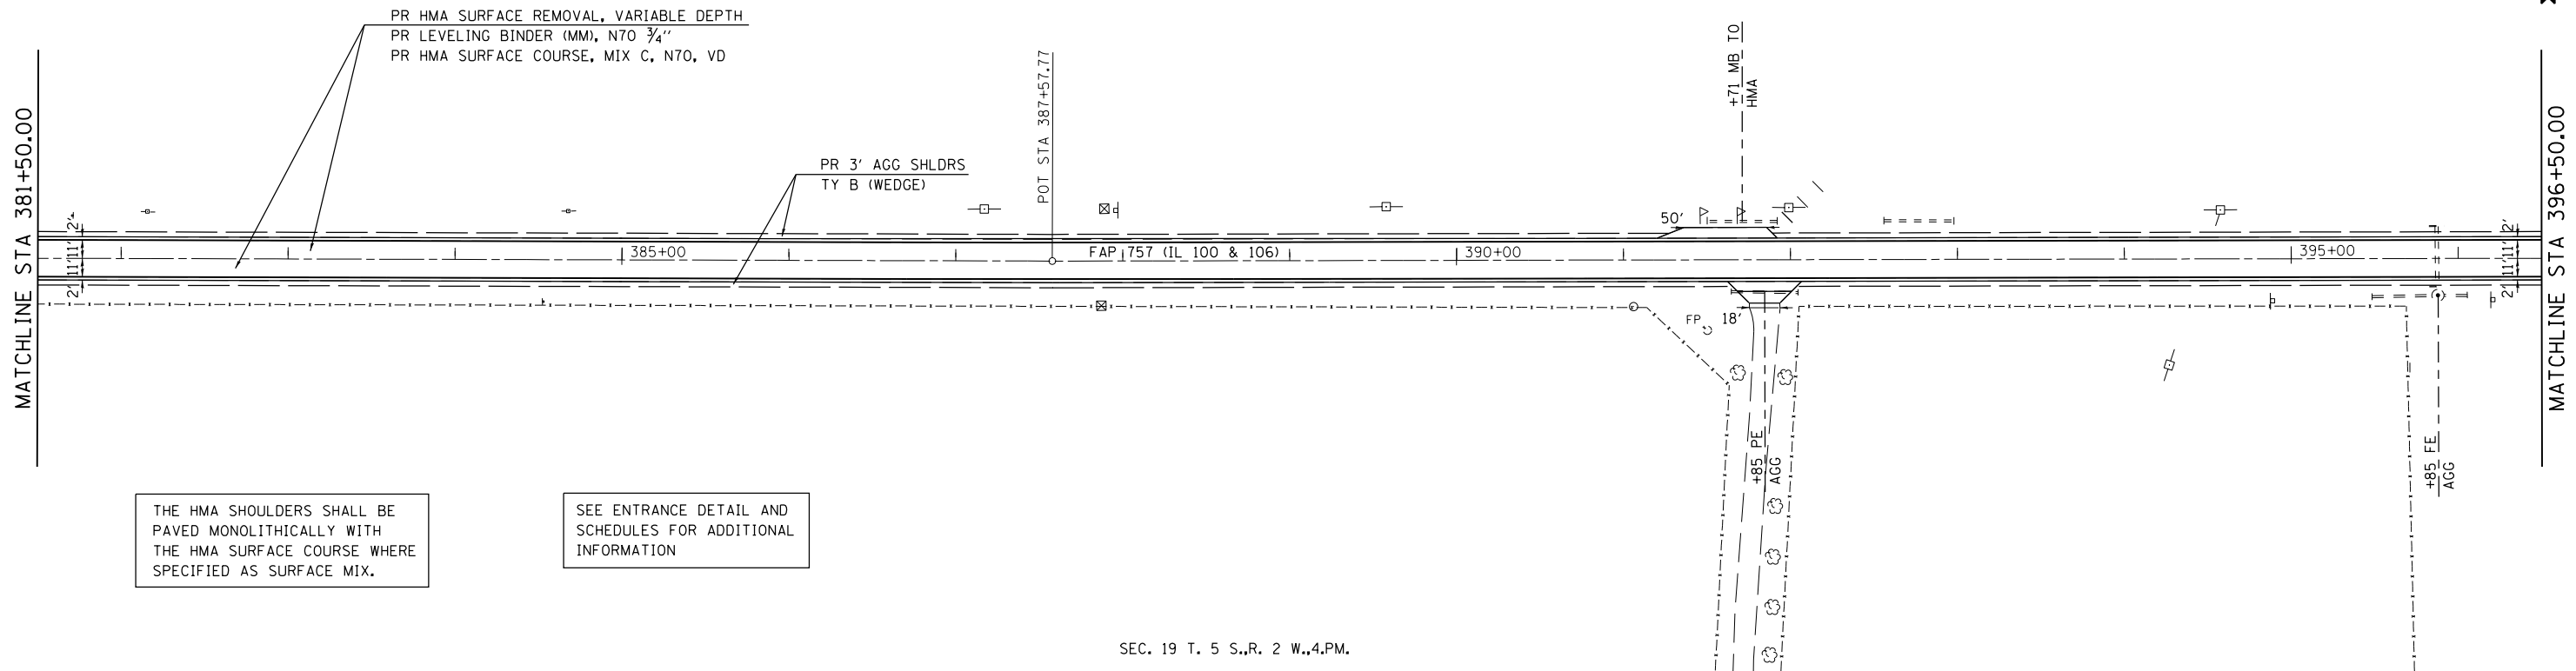 PR HMA SURFACE REMOVAL, VARIABLE DEPTH
PR LEVELING BINDER (MM), N70 ¾"
PR HMA SURFACE COURSE, MIX C, N70, VD
MATCHLINE STA 381+50.00
POT STA 387+57.77
+71 MB TO
HMA
MATCHLINE STA 396+50.00
PR 3' AGG SHLDRS
TY B (WEDGE)
2'
11'
11'
2'
50'
385+00
FAP 757 (IL 100 & 106)
390+00
395+00
2'
11'
11'
2'
FP
18'
+85 PE
AGG
+85 FE
AGG
THE HMA SHOULDERS SHALL BE
PAVED MONOLITHICALLY WITH
THE HMA SURFACE COURSE WHERE
SPECIFIED AS SURFACE MIX.
SEE ENTRANCE DETAIL AND
SCHEDULES FOR ADDITIONAL
INFORMATION
SEC. 19 T. 5 S.,R. 2 W.,4.PM.